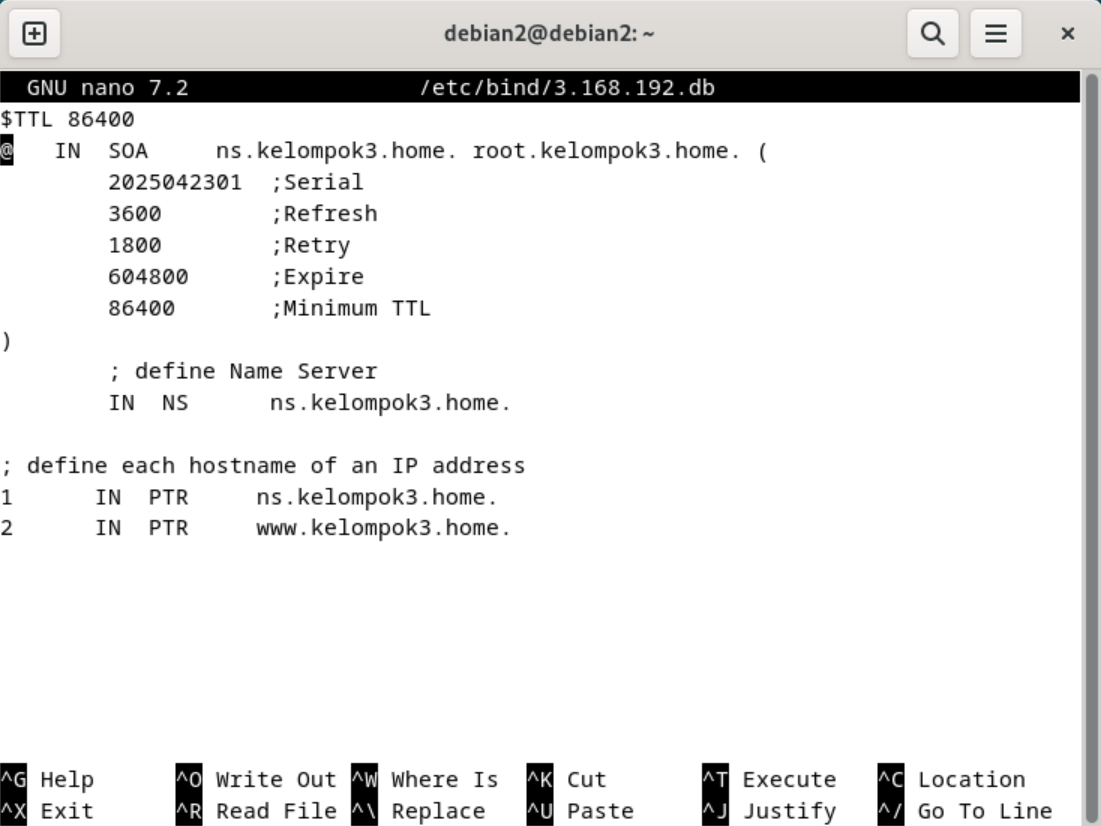 debian2@debian2: ~
GNU nano 7.2 /etc/bind/3.168.192.db
$TTL 86400
@ IN SOA ns.kelompok3.home. root.kelompok3.home. (
2025042301 ;Serial
3600 ;Refresh
1800 ;Retry
604800 ;Expire
86400 ;Minimum TTL
)
; define Name Server
IN NS ns.kelompok3.home.
; define each hostname of an IP address
1 IN PTR ns.kelompok3.home.
2 IN PTR www.kelompok3.home.
^G Help ^O Write Out ^W Where Is ^K Cut ^T Execute ^C Location
^X Exit ^R Read File ^\ Replace ^U Paste ^J Justify ^/ Go To Line